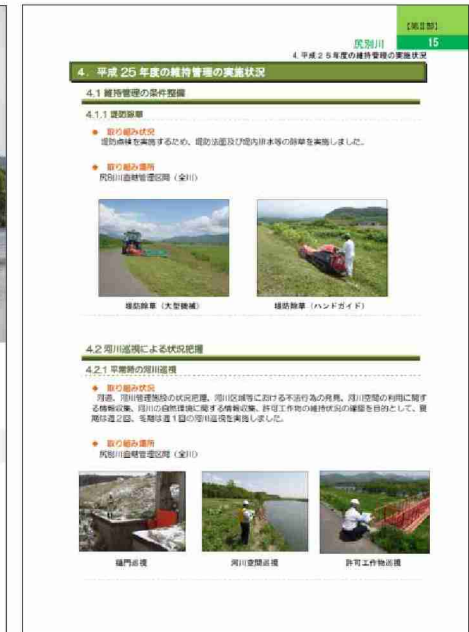 【第Ⅱ部】
尻別川 15
4.平成25年度の維持管理の実施状況
4. 平成 25 年度の維持管理の実施状況
4.1 維持管理の条件整備
4.1.1 堤防除草
◆ 取り組み状況
堤防点検を実施するため、堤防法面及び堤内排水等の除草を実施しました。
◆ 取り組み場所
尻別川直轄管理区間（全川）
堤防除草（大型機械）
堤防除草（ハンドガイド）
4.2 河川巡視による状況把握
4.2.1 平常時の河川巡視
◆ 取り組み状況
河道、河川管理施設の状況把握、河川区域等における不法行為の発見、河川空間の利用に関す
る情報収集、河川の自然環境に関する情報収集、許可工作物の維持状況の確認を目的として、夏
期は週2回、冬期は週1回の河川巡視を実施しました。
◆ 取り組み場所
尻別川直轄管理区間（全川）
樋門巡視
河川空間巡視
許可工作物巡視